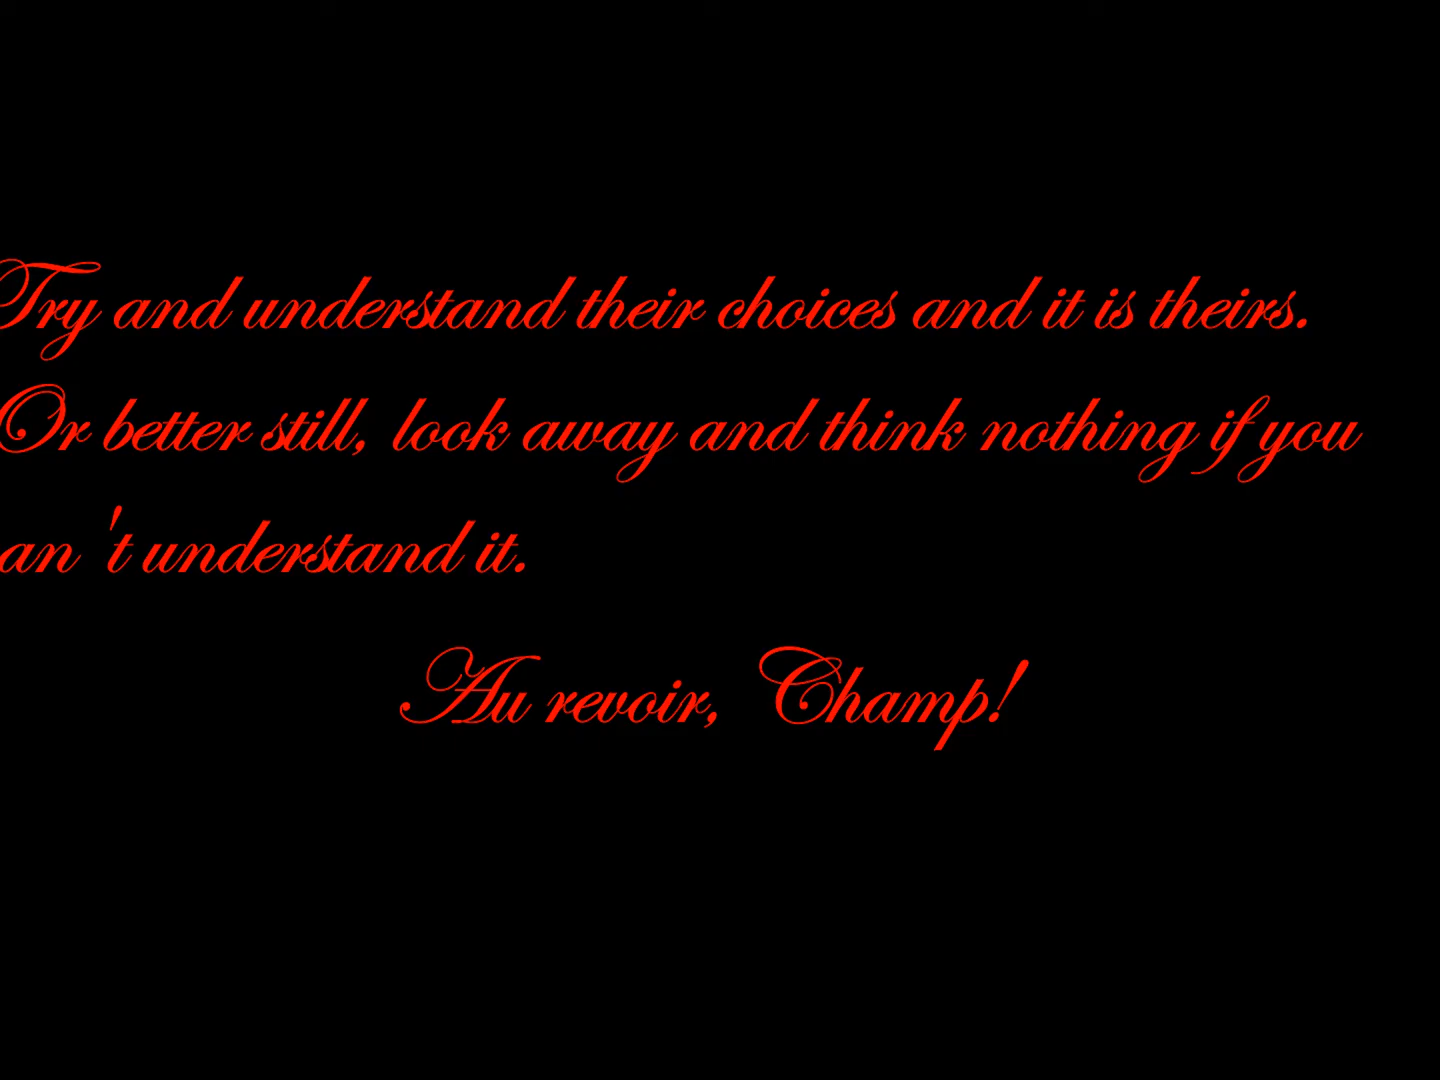 Try and understand their choices and it is theirs.
Or better still, look away and think nothing if you
an 't understand it.
Au revoir, Champ!